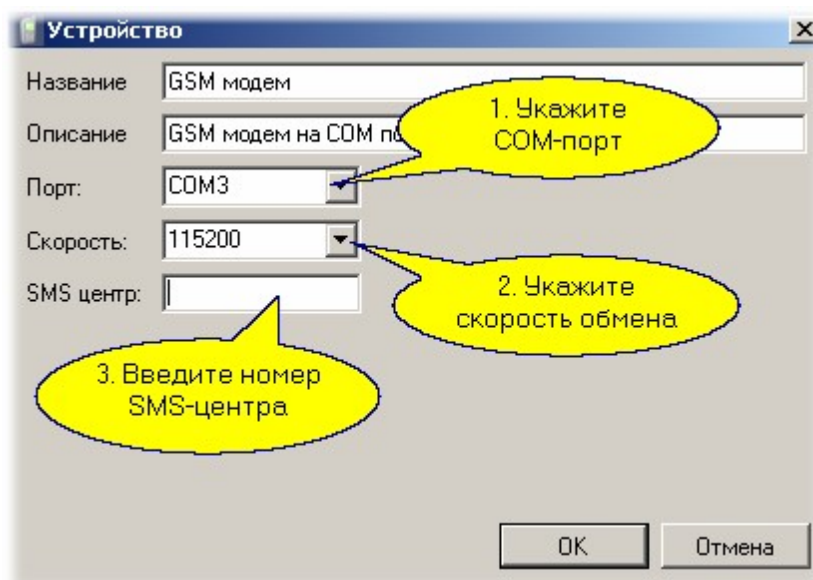 Устройство
Название GSM модем
1. Укажите
COM-порт
Описание GSM модем на COM по
Порт: COM3
Скорость: 115200
2. Укажите
скорость обмена
SMS центр:
3. Введите номер
SMS-центра
OK Отмена